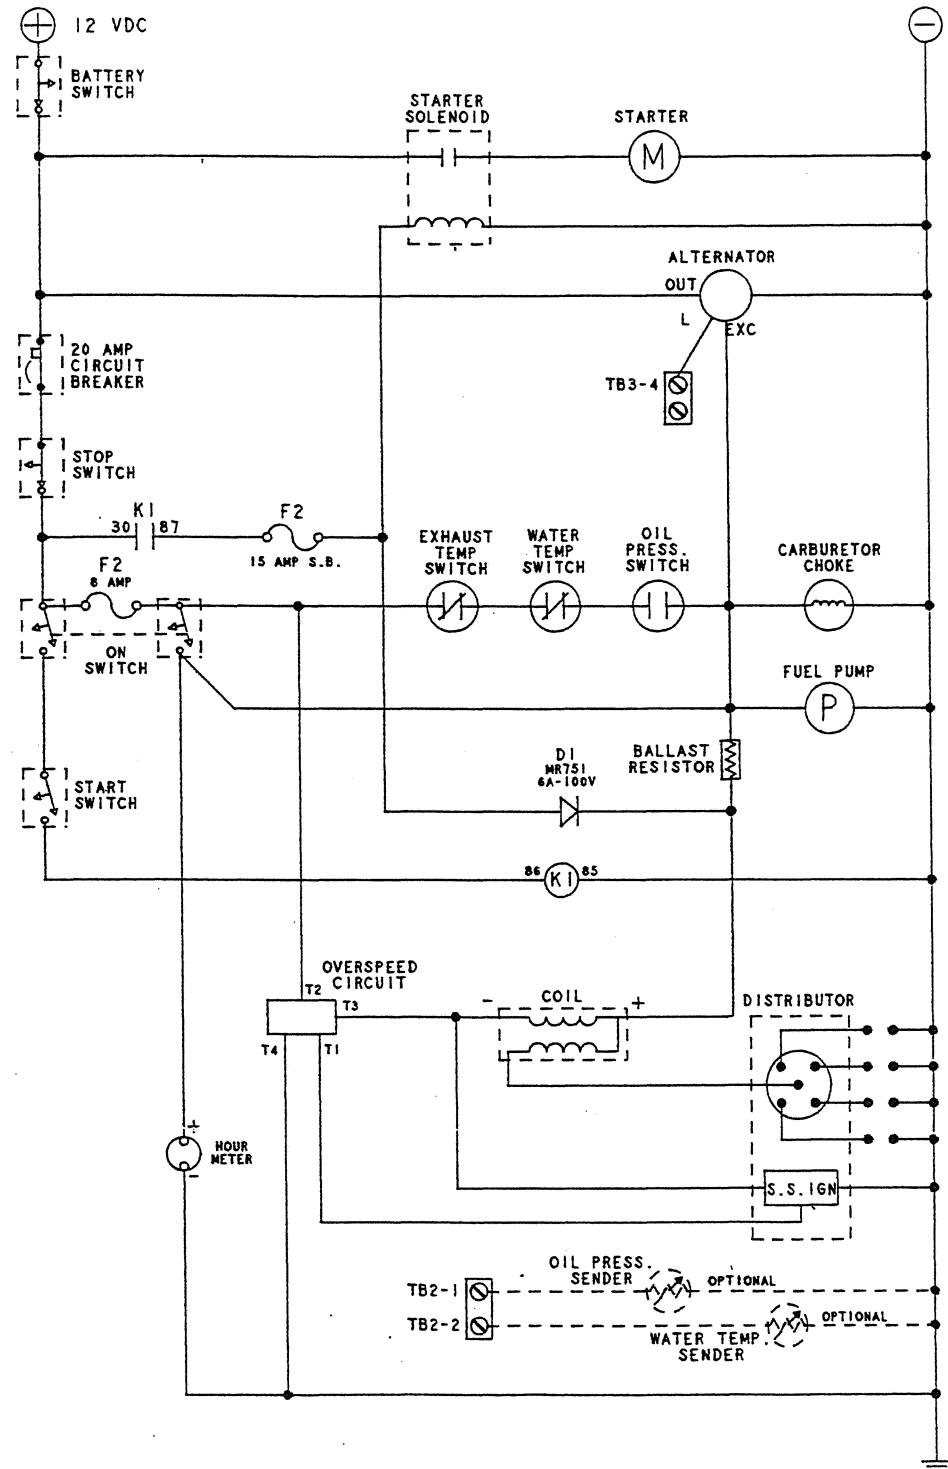 12 VDC
BATTERY
SWITCH
STARTER
SOLENOID
STARTER
M
ALTERNATOR
OUT
L
EXC
TB3-4
20 AMP
CIRCUIT
BREAKER
STOP
SWITCH
K1
30
87
F2
15 AMP S.B.
EXHAUST
TEMP
SWITCH
WATER
TEMP
SWITCH
OIL
PRESS.
SWITCH
CARBURETOR
CHOKE
F2
8 AMP
ON
SWITCH
FUEL PUMP
P
BALLAST
RESISTOR
D1
MR751
6A-100V
START
SWITCH
86
K1
85
OVERSPEED
CIRCUIT
T2
T3
T4
T1
-
COIL
+
DISTRIBUTOR
+
HOUR
METER
-
S.S.IGN
OIL PRESS.
SENDER
OPTIONAL
TB2-1
TB2-2
OPTIONAL
WATER TEMP.
SENDER